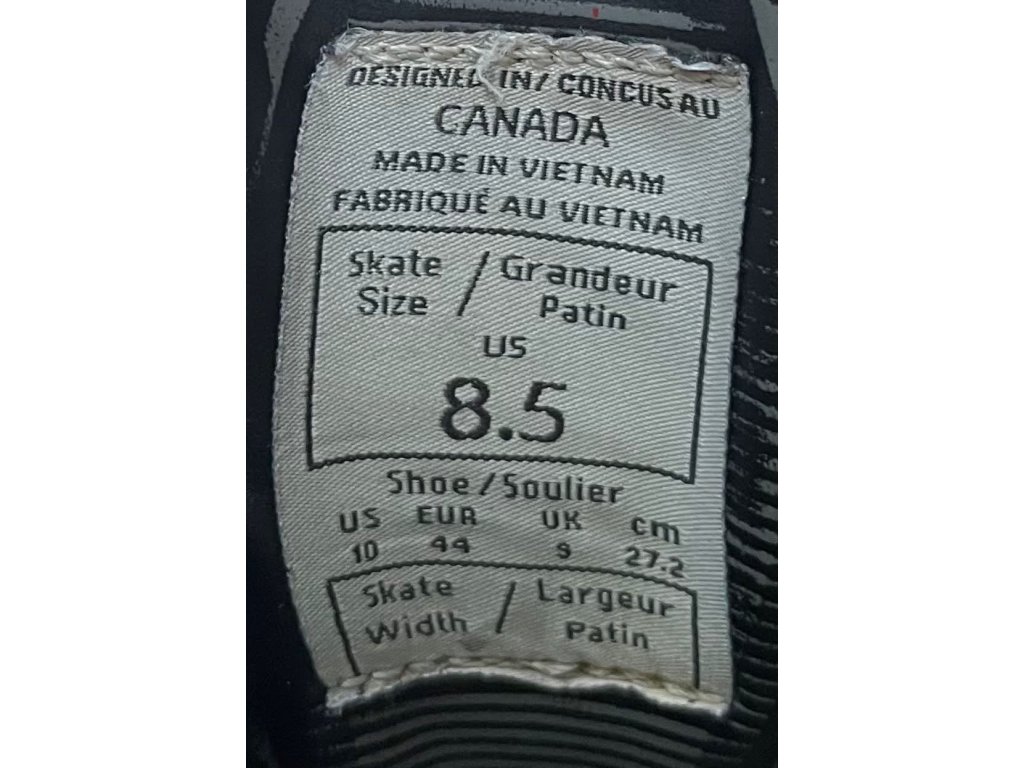 DESIGNED IN/ CONCUS AU
CANADA
MADE IN VIETNAM
FABRIQUÉ AU VIETNAM
Skate / Grandeur
Size Patin
US
8.5
Shoe / Soulier
US EUR UK cm
10 44 9 27.2
Skate / Largeur
Width Patin